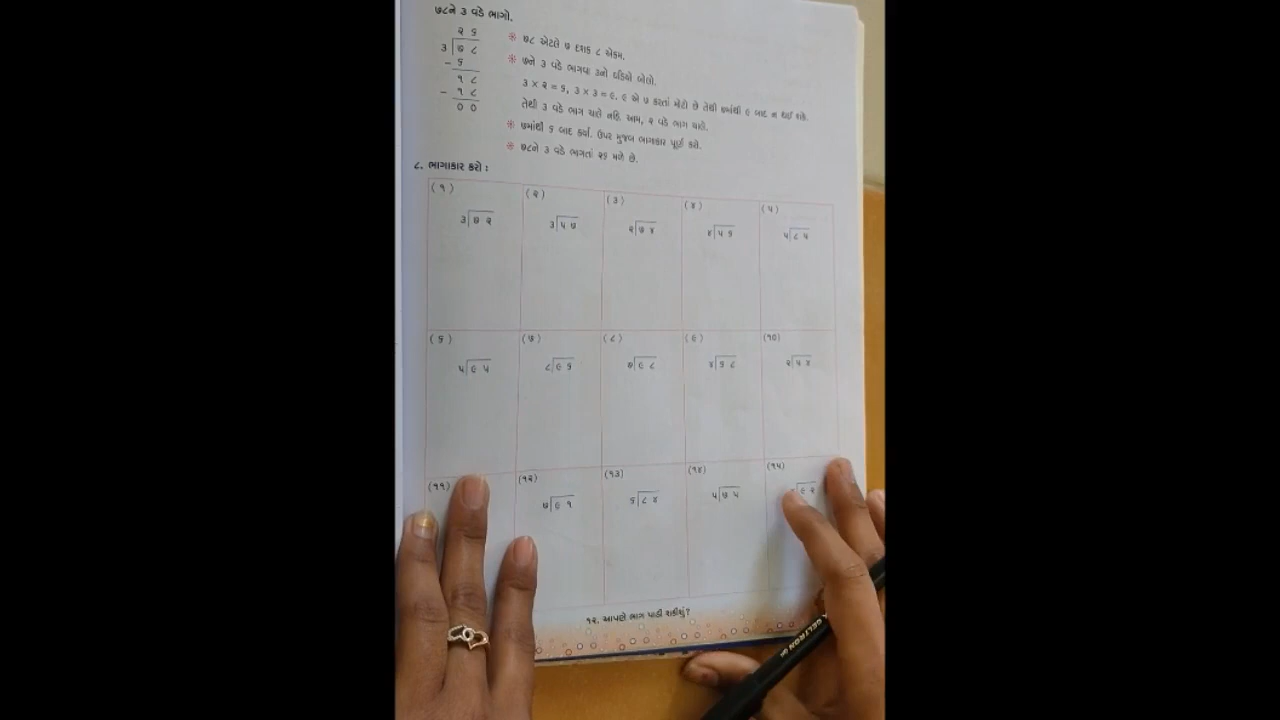 ૭૮ને ૩ વડે ભાગો.
૨ ૬
૩ ૭ ૮
- ૬
૧ ૮
- ૧ ૮
૦ ૦
૭૮ એટલે ૭ દશક ૮ એકમ.
૭ને ૩ વડે ભાગવા ૩નો ઘડિયો બોલો.
૩ × ૨ = ૬, ૩ × ૩ = ૯. ૯ એ ૭ કરતાં મોટો છે તેથી ૭માંથી ૯ બાદ ન થઈ શકે.
તેથી ૩ વડે ભાગ ચાલે નહિ. આમ, ૨ વડે ભાગ ચાલે.
૭માંથી ૬ બાદ કર્યા. ઉપર મુજબ ભાગાકાર પૂર્ણ કરો.
૭૮ને ૩ વડે ભાગતાં ૨૬ મળે છે.
૮. ભાગાકાર કરો :
(૧) (૨) (૩) (૪) (૫)
૩ ૭ ૨ ૩ ૫ ૭ ૨ ૭ ૪ ૪ ૫ ૬ ૫ ૮ ૫
(૬) (૭) (૮) (૯) (૧૦)
૫ ૯ ૫ ૮ ૯ ૬ ૭ ૯ ૮ ૪ ૬ ૮ ૨ ૫ ૪
(૧૧) (૧૨) (૧૩) (૧૪) (૧૫)
૭ ૯ ૧ ૬ ૮ ૪ ૫ ૭ ૫ ૯ ૨
૧૨. આપણે ભાગ પાડી શકીશું?
GELTRON